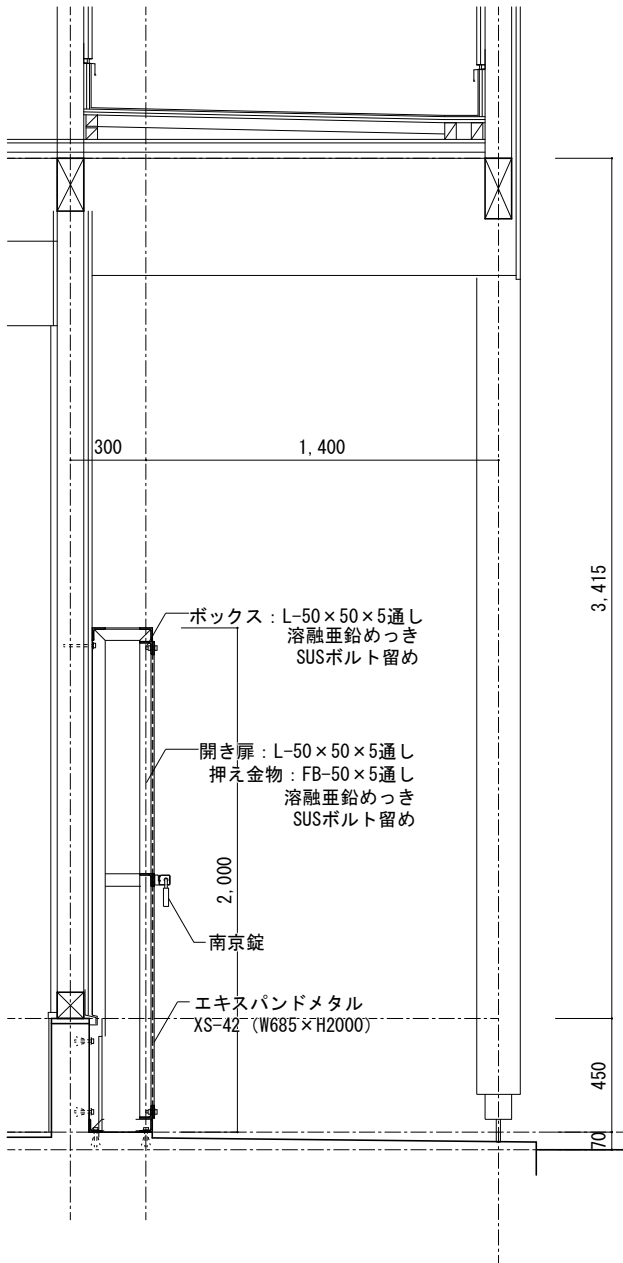 300
1,400
3,415
ボックス：L-50×50×5通し
溶融亜鉛めっき
SUSボルト留め
開き扉：L-50×50×5通し
押え金物：FB-50×5通し
溶融亜鉛めっき
SUSボルト留め
2,000
南京錠
エキスパンドメタル
XS-42（W685×H2000）
450
70